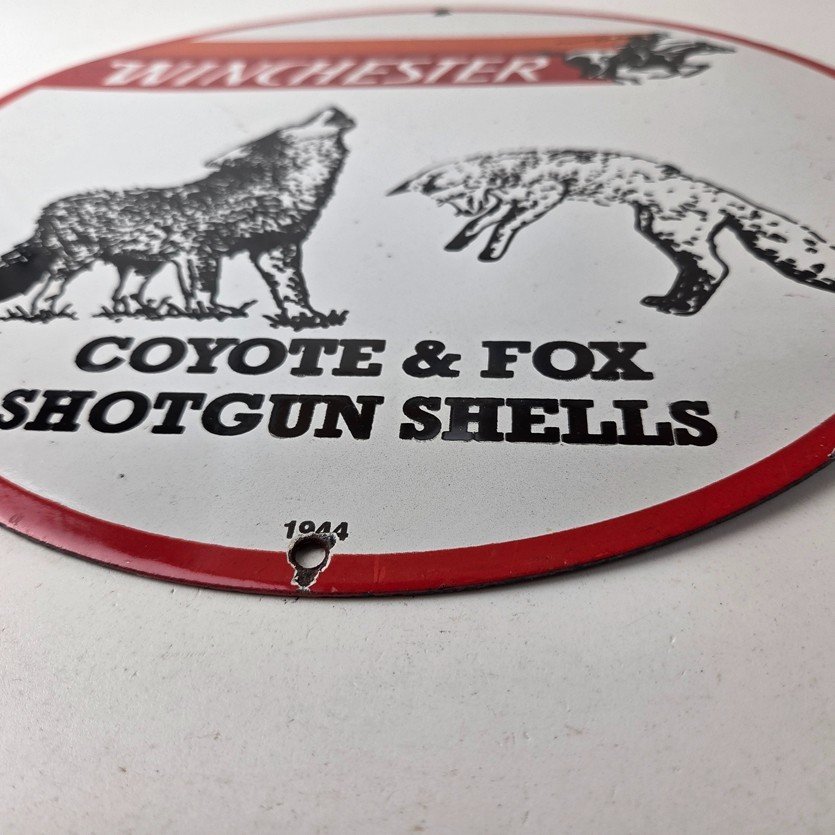 WINCHESTER
COYOTE & FOX
SHOTGUN SHELLS
1944